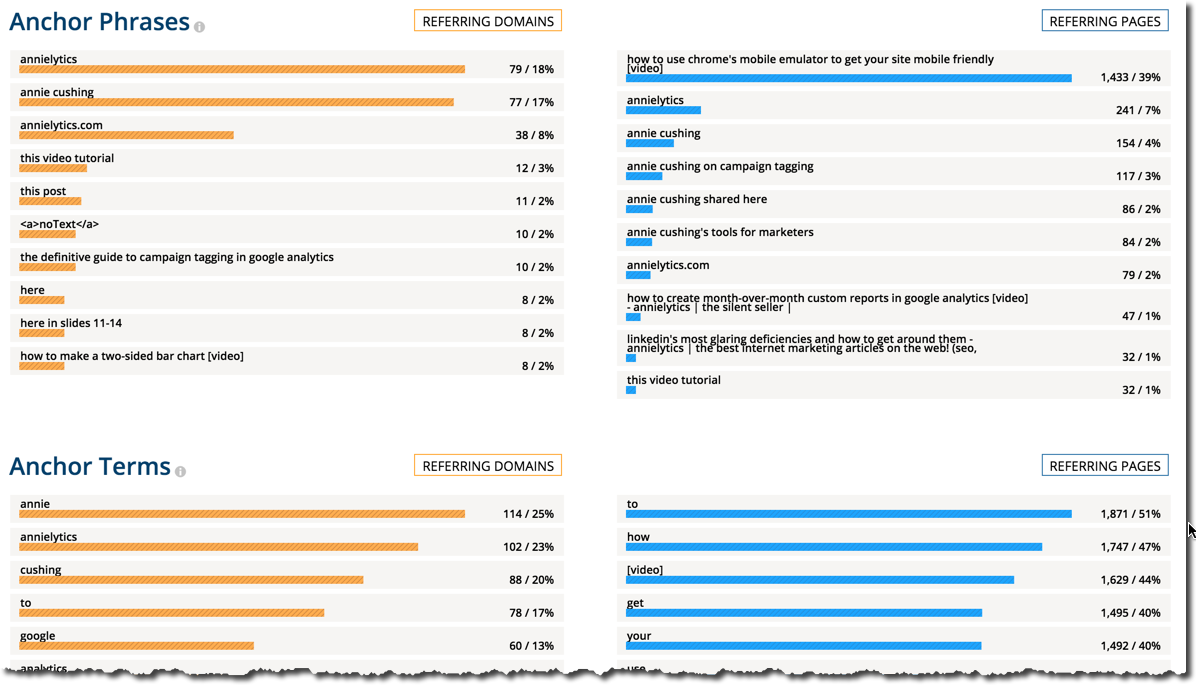 Anchor Phrases
REFERRING DOMAINS
annielytics
79 / 18%
annie cushing
77 / 17%
annielytics.com
38 / 8%
this video tutorial
12 / 3%
this post
11 / 2%
<a>noText</a>
10 / 2%
the definitive guide to campaign tagging in google analytics
10 / 2%
here
8 / 2%
here in slides 11-14
8 / 2%
how to make a two-sided bar chart [video]
8 / 2%
REFERRING PAGES
how to use chrome's mobile emulator to get your site mobile friendly
[video]
1,433 / 39%
annielytics
241 / 7%
annie cushing
154 / 4%
annie cushing on campaign tagging
117 / 3%
annie cushing shared here
86 / 2%
annie cushing's tools for marketers
84 / 2%
annielytics.com
79 / 2%
how to create month-over-month custom reports in google analytics [video]
- annielytics | the silent seller |
47 / 1%
linkedin's most glaring deficiencies and how to get around them -
annielytics | the best internet marketing articles on the web! (seo,
32 / 1%
this video tutorial
32 / 1%
Anchor Terms
REFERRING DOMAINS
annie
114 / 25%
annielytics
102 / 23%
cushing
88 / 20%
to
78 / 17%
google
60 / 13%
analytics
REFERRING PAGES
to
1,871 / 51%
how
1,747 / 47%
[video]
1,629 / 44%
get
1,495 / 40%
your
1,492 / 40%
use